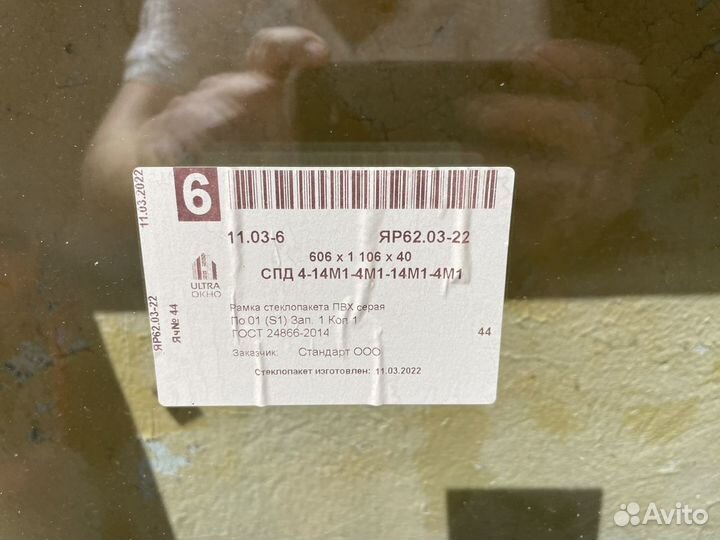 6
11.03.2022
11.03-6 ЯР62.03-22
606 x 1 106 x 40
СПД 4-14М1-4М1-14М1-4М1
ULTRA
ОКНО
ЯР62.03-22
Яч№ 44
Рамка стеклопакета ПВХ серая
По 01 (S1) Зап. 1 Кол 1
ГОСТ 24866-2014 44
Заказчик: Стандарт ООО
Стеклопакет изготовлен: 11.03.2022
Avito